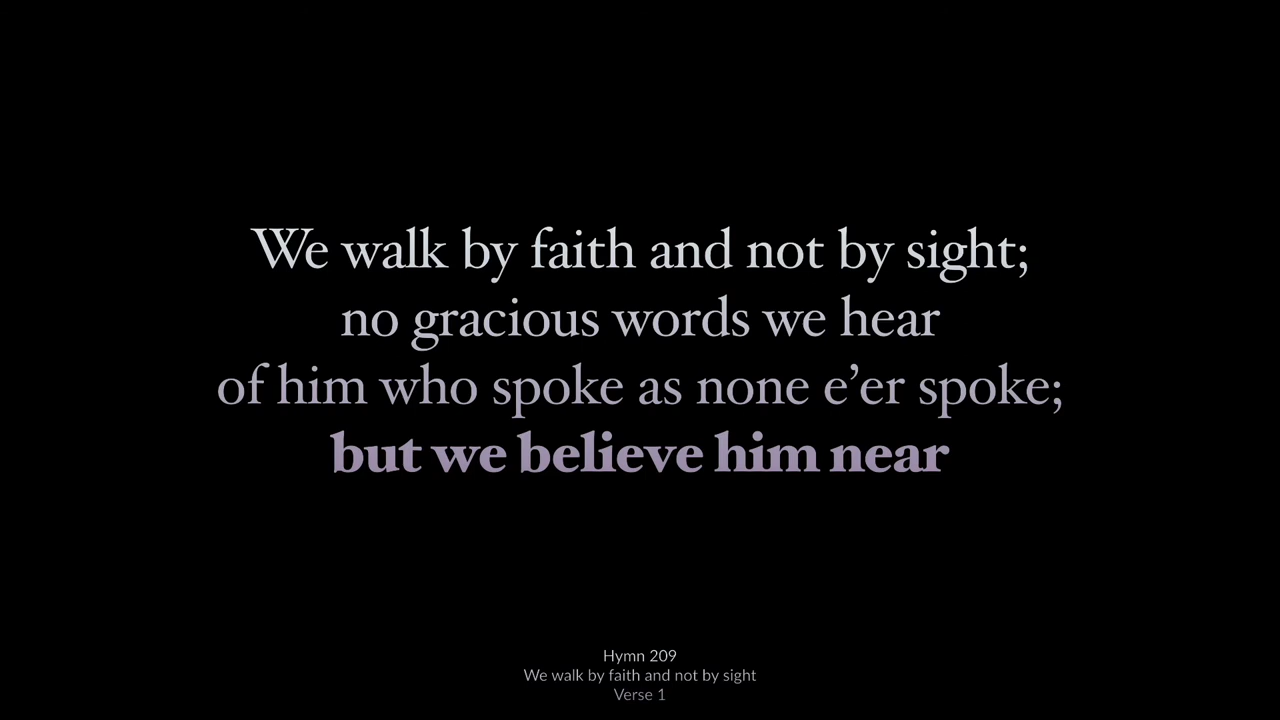 We walk by faith and not by sight;
no gracious words we hear
of him who spoke as none e’er spoke;
but we believe him near
Hymn 209
We walk by faith and not by sight
Verse 1